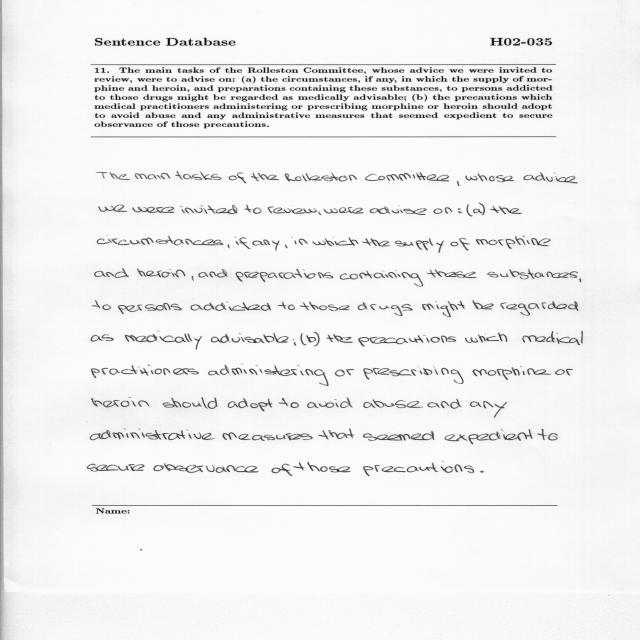 Sentence Database H02-035
11. The main tasks of the Rolleston Committee, whose advice we were invited to
review, were to advise on: (a) the circumstances, if any, in which the supply of mor-
phine and heroin, and preparations containing these substances, to persons addicted
to those drugs might be regarded as medically advisable; (b) the precautions which
medical practitioners administering or prescribing morphine or heroin should adopt
to avoid abuse and any administrative measures that seemed expedient to secure
observance of those precautions.
The main tasks of the Rolleston Committee, whose advice
we were invited to review, were advise on: (a) the
circumstances, if any, in which the supply of morphine
and heroin, and preparations containing these substances,
to persons addicted to those drugs might be regarded
as medically advisable; (b) the precautions which medical
practitioners administering or prescribing morphine or
heroin should adopt to avoid abuse and any
administrative measures that seemed expedient to
secure observance of those precautions.
Name: